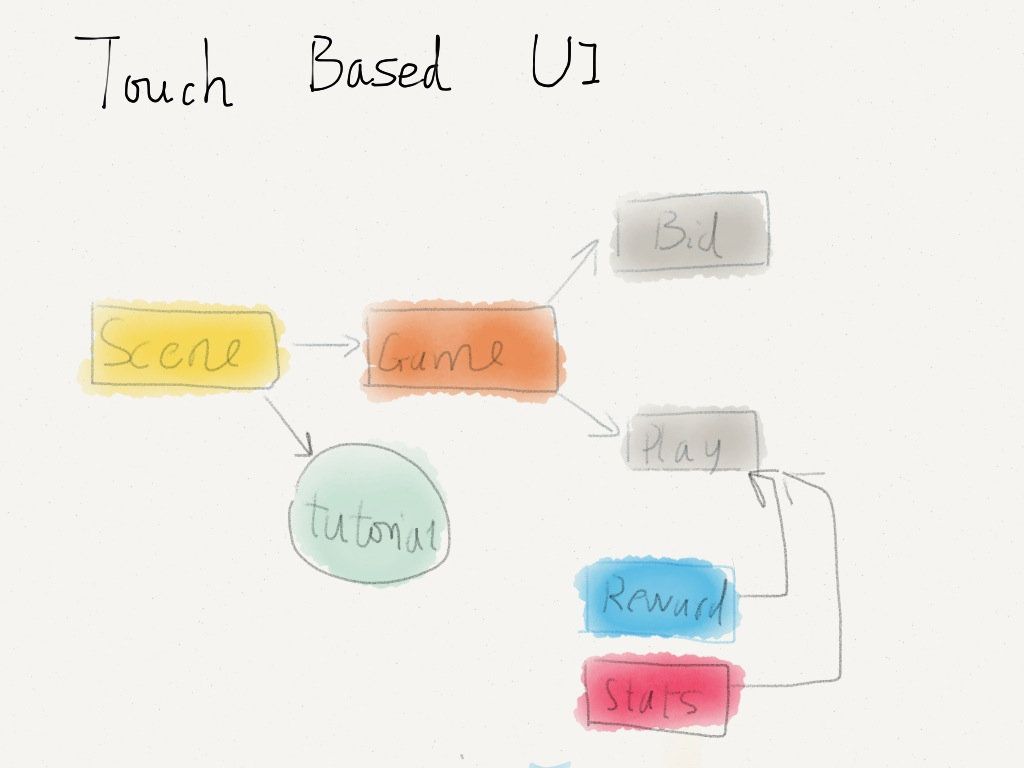 Touch Based UI
Bid
Scene
Game
Play
tutorial
Reward
Stats